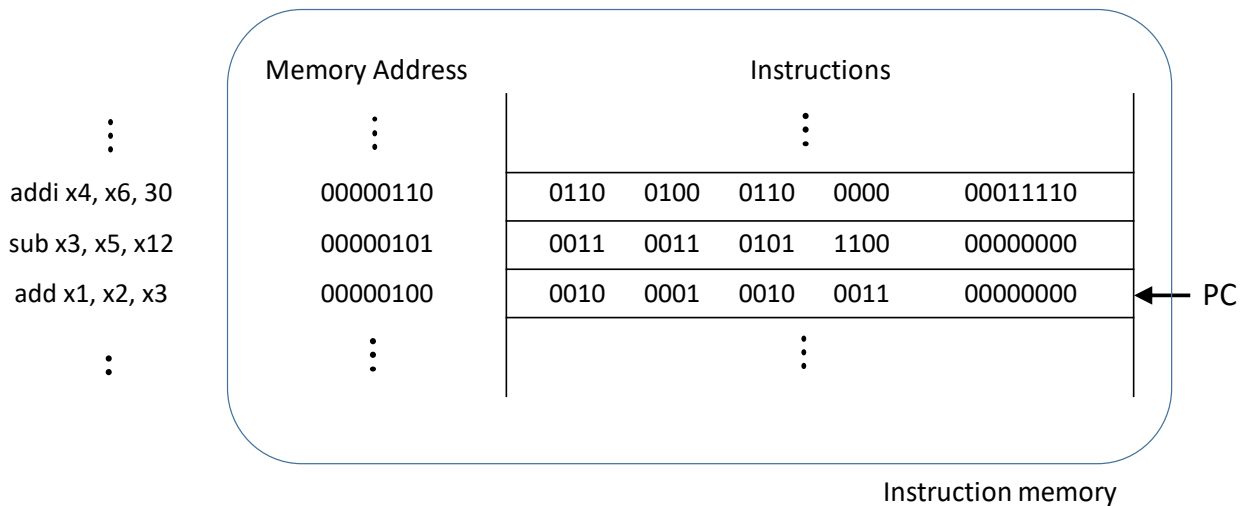 Memory Address Instructions
addi x4, x6, 30 00000110 0110 0100 0110 0000 00011110
sub x3, x5, x12 00000101 0011 0011 0101 1100 00000000
add x1, x2, x3 00000100 0010 0001 0010 0011 00000000 PC
Instruction memory